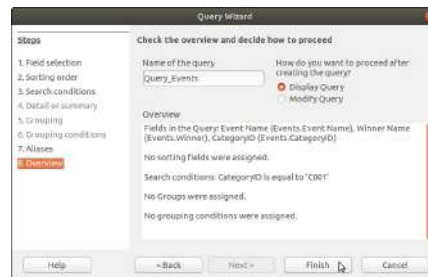 Query Wizard
Steps
1. Field selection
2. Sorting order
3. Search conditions
4. Detail or summary
5. Grouping
6. Grouping conditions
7. Aliases
8. Overview
Check the overview and decide how to proceed
Name of the query
Query_Events
How do you want to proceed after
creating the query?
Display Query
Modify Query
Overview
Fields in the Query: Event Name (Events.Event Name), Winner Name
(Events.Winner), CategoryID (Events.CategoryID)
No sorting fields were assigned.
Search conditions: CategoryID is equal to 'C001'
No Groups were assigned.
No grouping conditions were assigned.
Help
< Back
Next >
Finish
Cancel